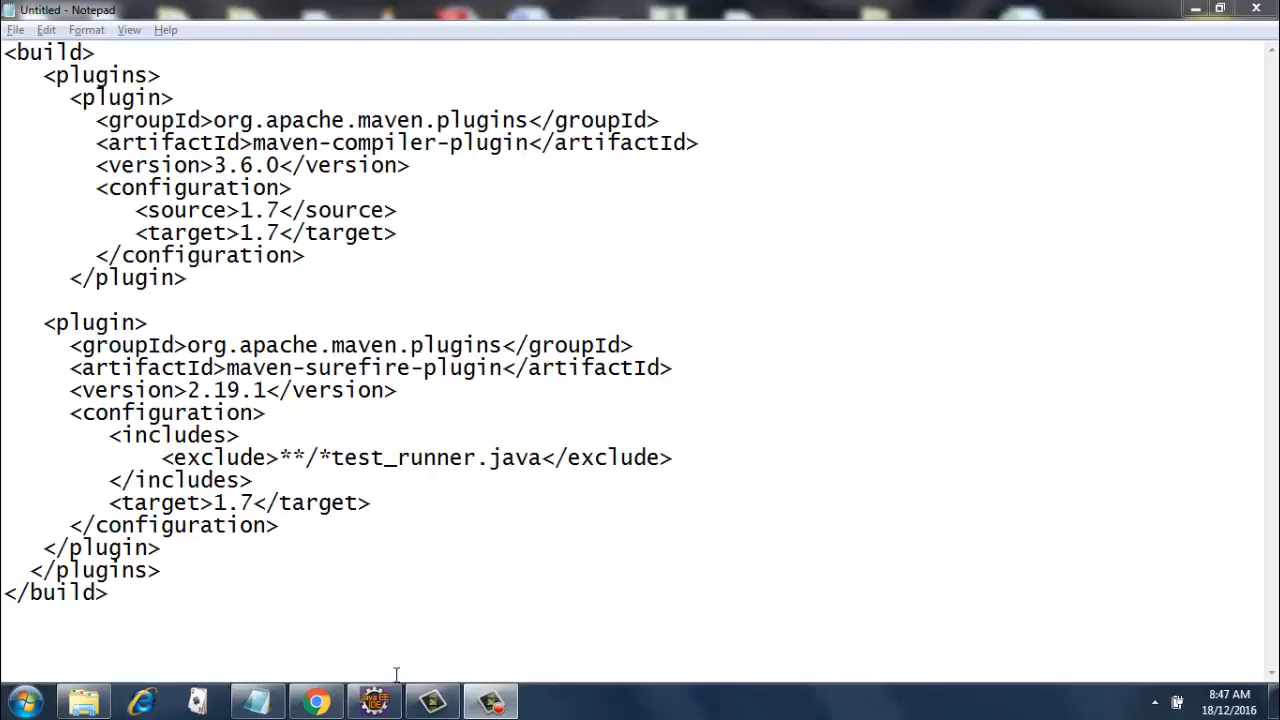 Untitled - Notepad
File Edit Format View Help
<build>
<plugins>
<plugin>
<groupId>org.apache.maven.plugins</groupId>
<artifactId>maven-compiler-plugin</artifactId>
<version>3.6.0</version>
<configuration>
<source>1.7</source>
<target>1.7</target>
</configuration>
</plugin>
<plugin>
<groupId>org.apache.maven.plugins</groupId>
<artifactId>maven-surefire-plugin</artifactId>
<version>2.19.1</version>
<configuration>
<includes>
<exclude>**/*test_runner.java</exclude>
</includes>
<target>1.7</target>
</configuration>
</plugin>
</plugins>
</build>
Java EE
IDE
8:47 AM
18/12/2016